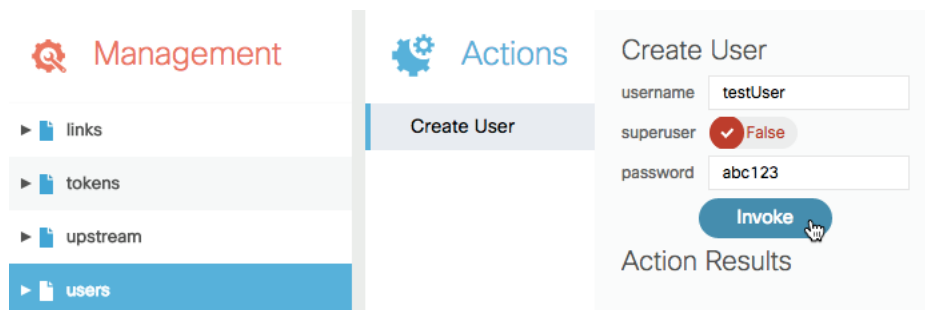 Management
links
tokens
upstream
users
Actions
Create User
Create User
username testUser
superuser False
password abc123
Invoke
Action Results